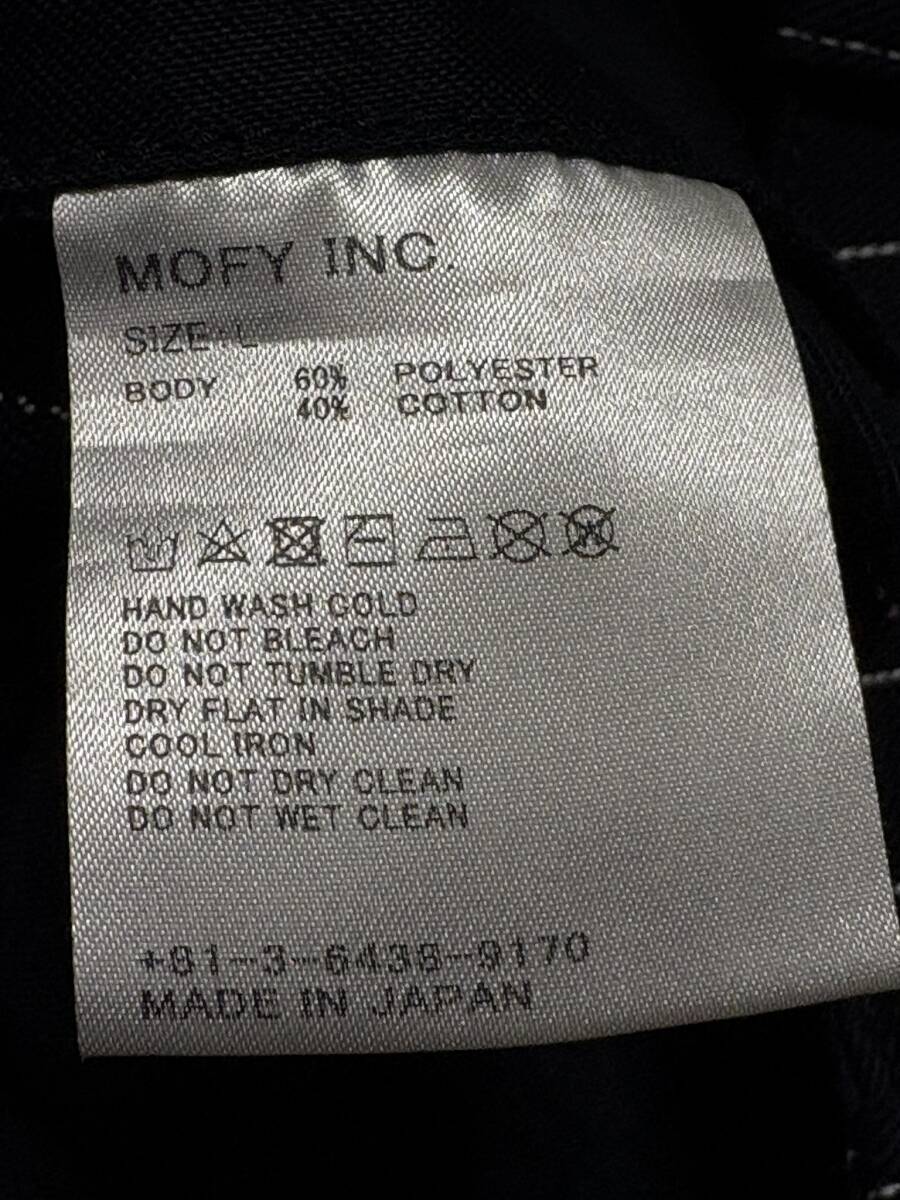 MOFY INC.
SIZE : L
BODY 60% POLYESTER
40% COTTON
HAND WASH COLD
DO NOT BLEACH
DO NOT TUMBLE DRY
DRY FLAT IN SHADE
COOL IRON
DO NOT DRY CLEAN
DO NOT WET CLEAN
+81-3-6438-9170
MADE IN JAPAN